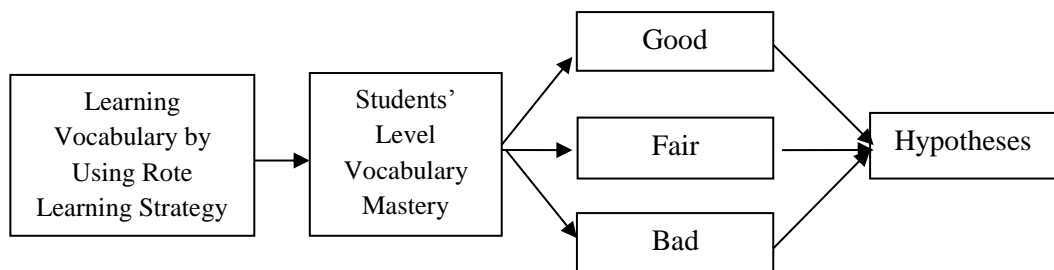 Learning
Vocabulary by
Using Rote
Learning Strategy
Students’
Level
Vocabulary
Mastery
Good
Fair
Bad
Hypotheses